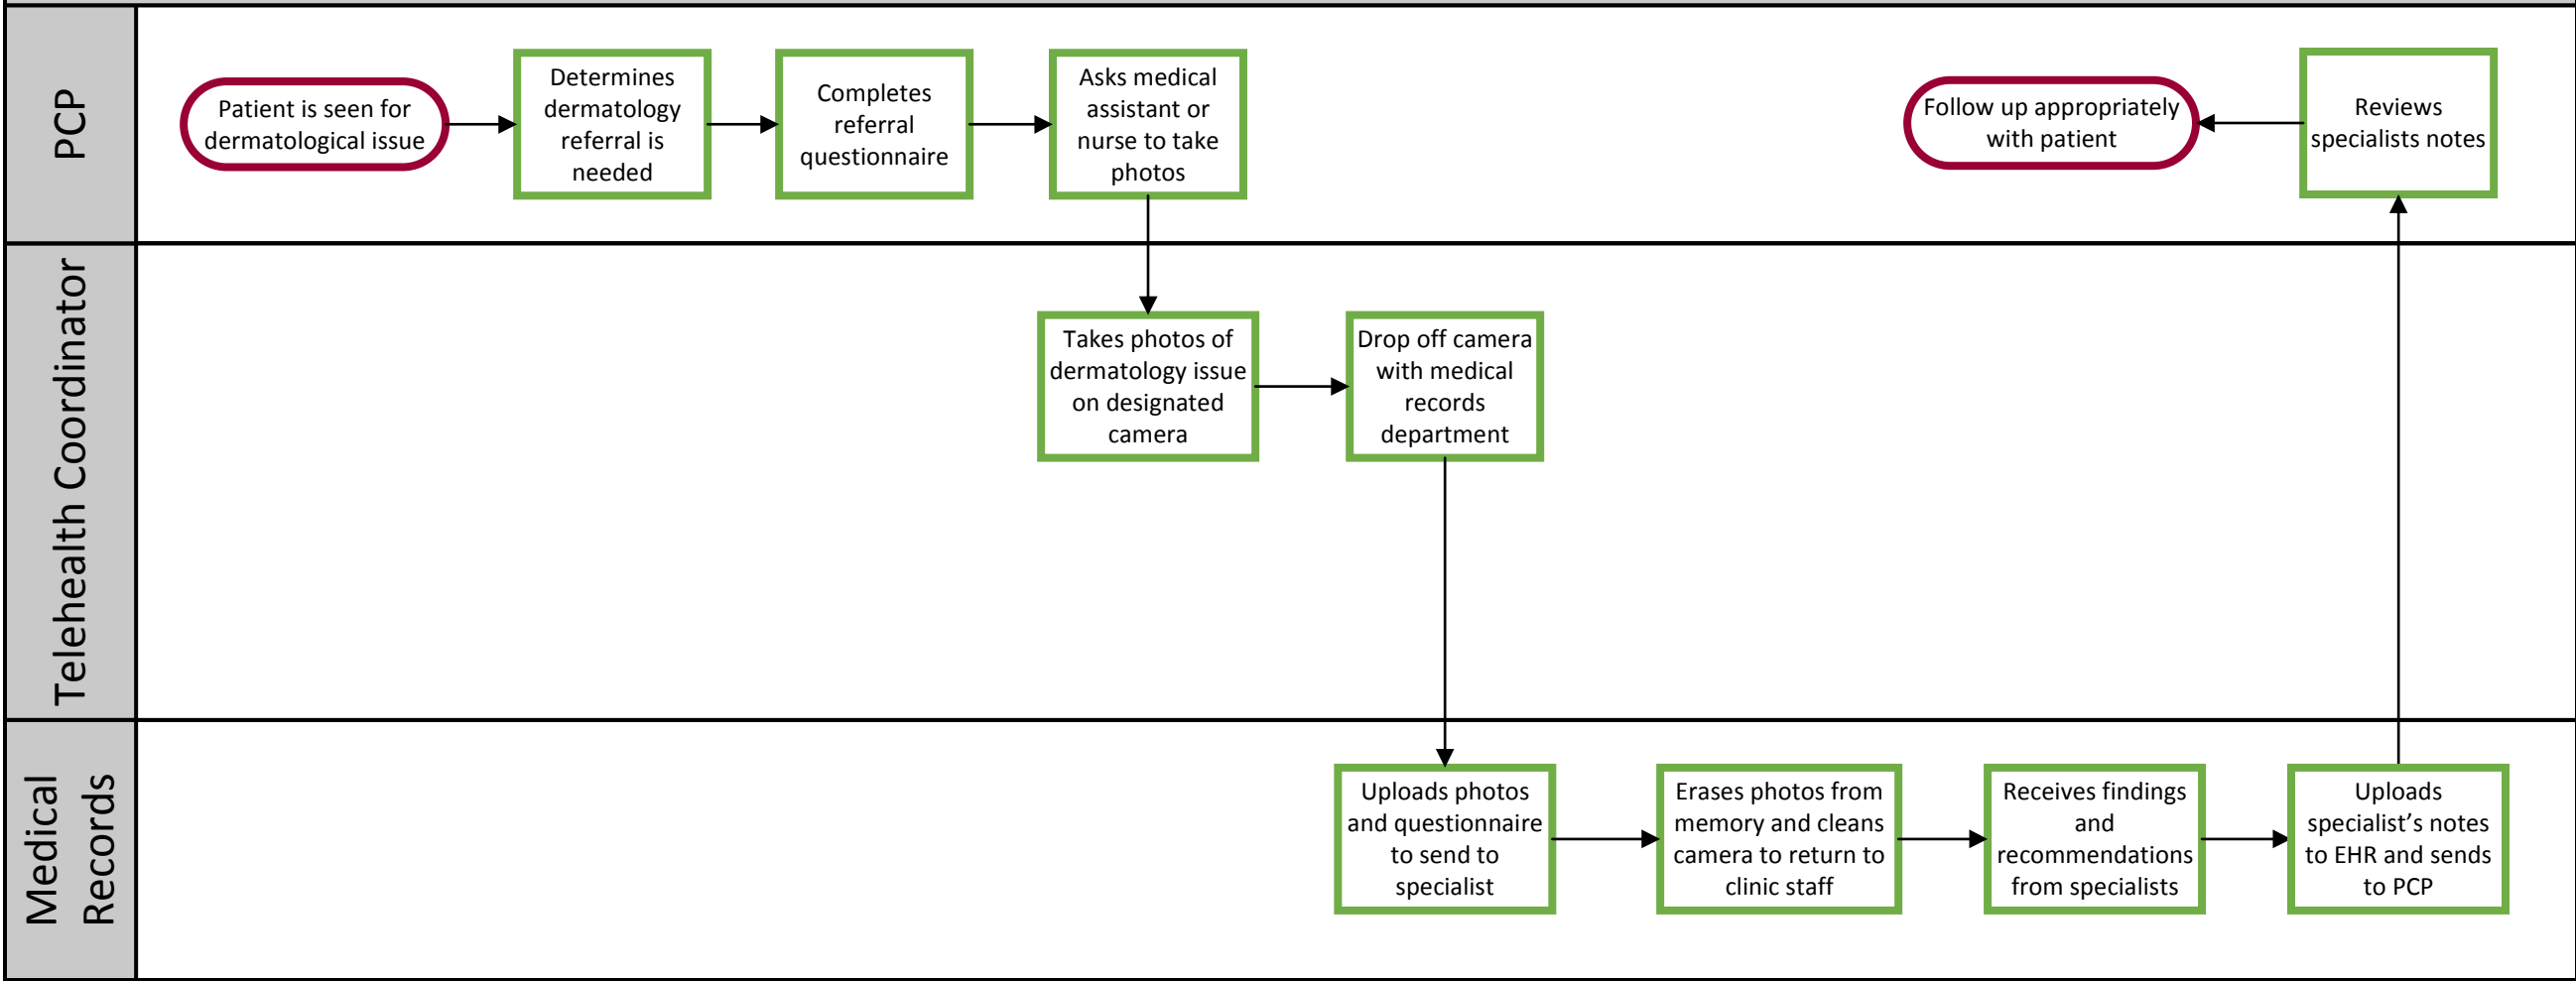 PCP
Patient is seen for
dermatological issue
Determines
dermatology
referral is
needed
Completes
referral
questionnaire
Asks medical
assistant or
nurse to take
photos
Follow up appropriately
with patient
Reviews
specialists notes
Telehealth Coordinator
Takes photos of
dermatology issue
on designated
camera
Drop off camera
with medical
records
department
Medical
Records
Uploads photos
and questionnaire
to send to
specialist
Erases photos from
memory and cleans
camera to return to
clinic staff
Receives findings
and
recommendations
from specialists
Uploads
specialist’s notes
to EHR and sends
to PCP